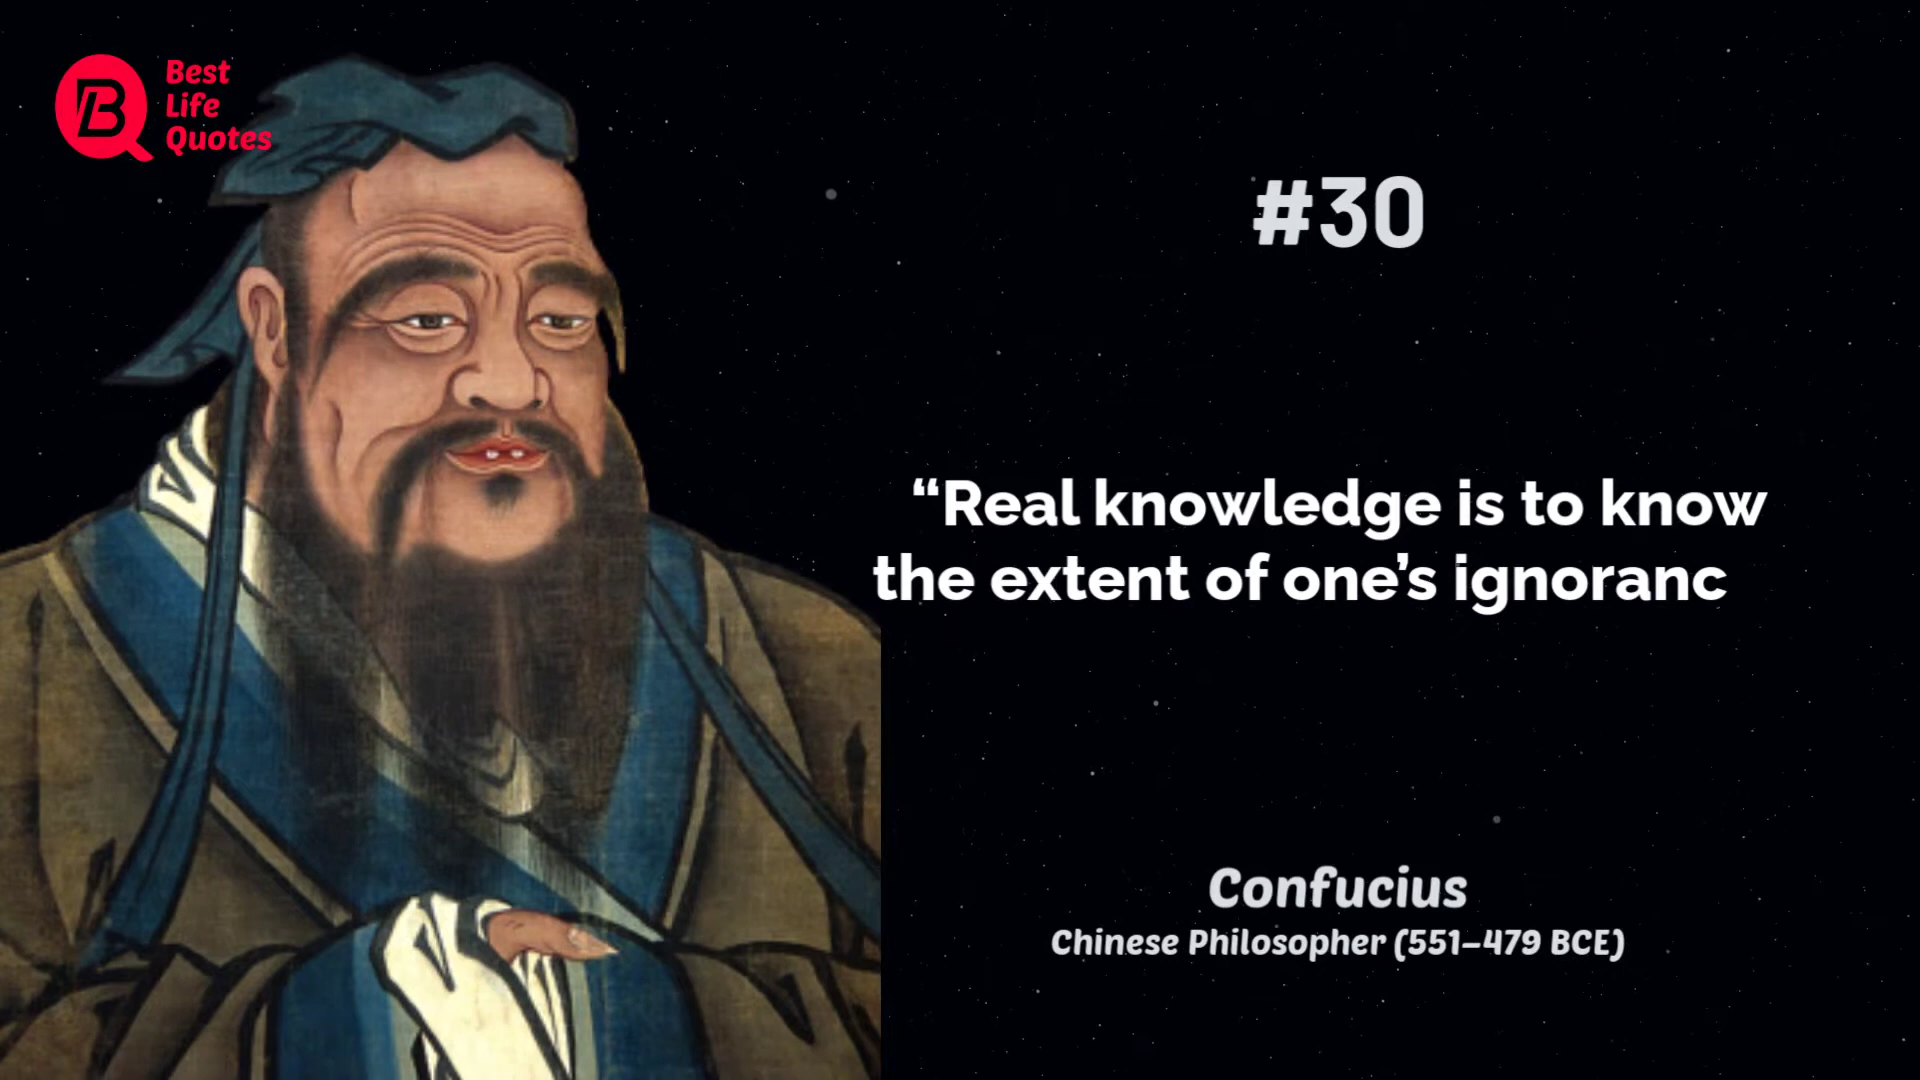 Best
Life
Quotes
#30
“Real knowledge is to know
the extent of one’s ignoranc
Confucius
Chinese Philosopher (551–479 BCE)